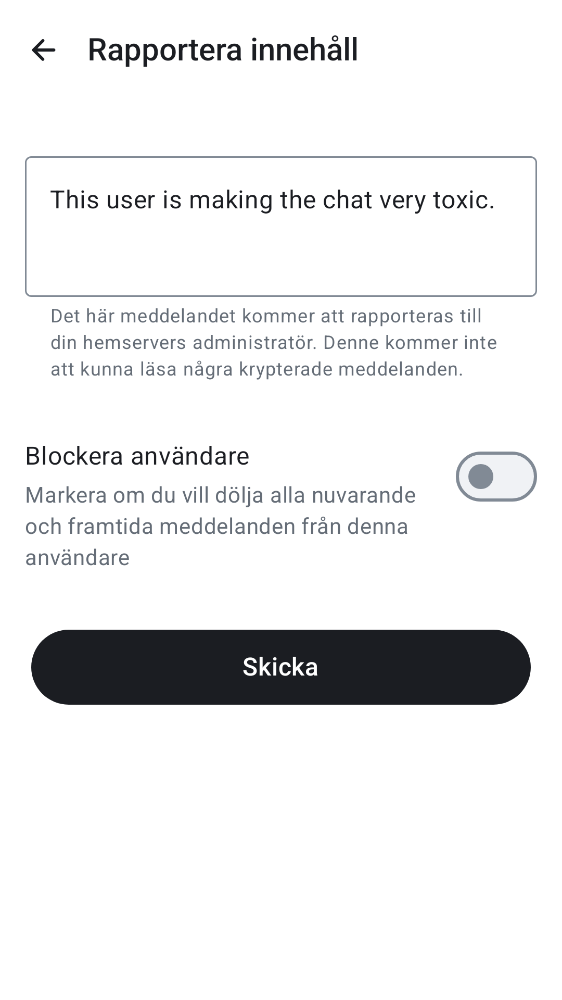 Rapportera innehåll
This user is making the chat very toxic.
Det här meddelandet kommer att rapporteras till
din hemservers administratör. Denne kommer inte
att kunna läsa några krypterade meddelanden.
Blockera användare
Markera om du vill dölja alla nuvarande
och framtida meddelanden från denna
användare
Skicka